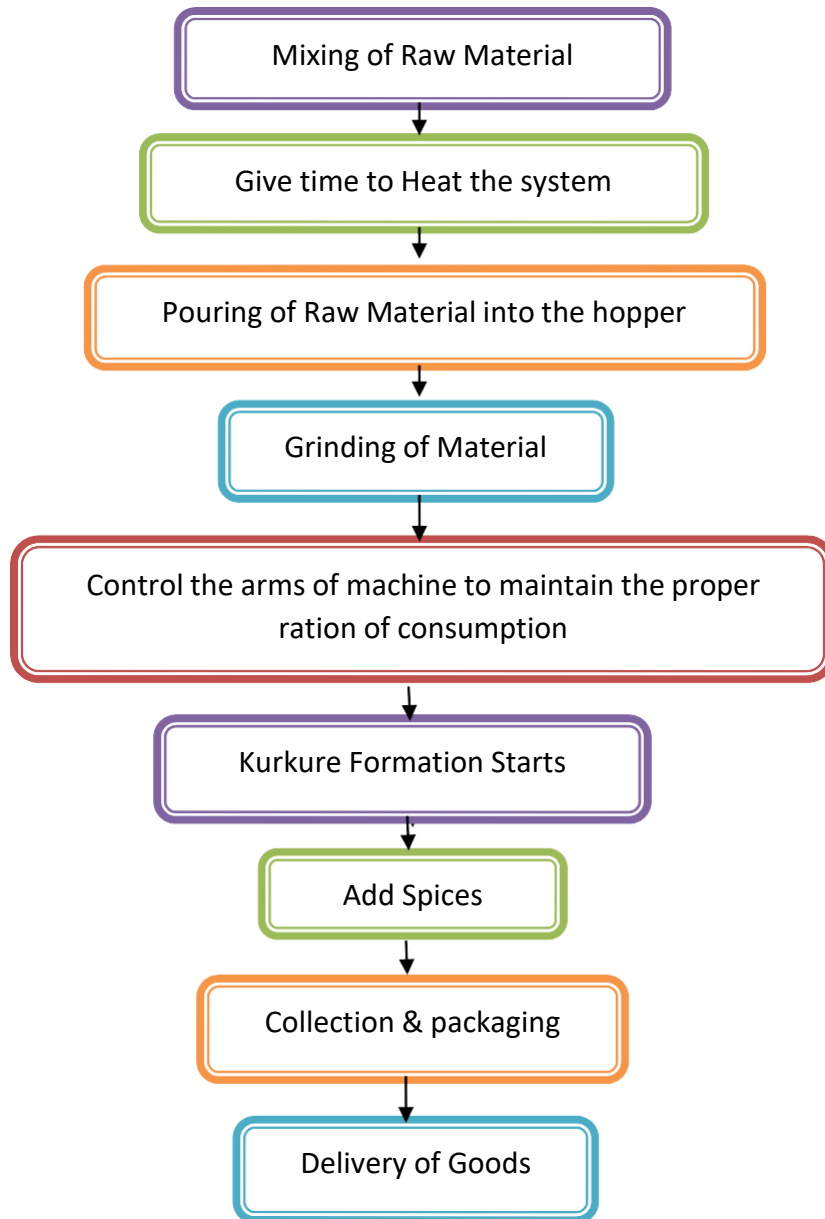 Mixing of Raw Material
Give time to Heat the system
Pouring of Raw Material into the hopper
Grinding of Material
Control the arms of machine to maintain the proper
ration of consumption
Kurkure Formation Starts
Add Spices
Collection & packaging
Delivery of Goods